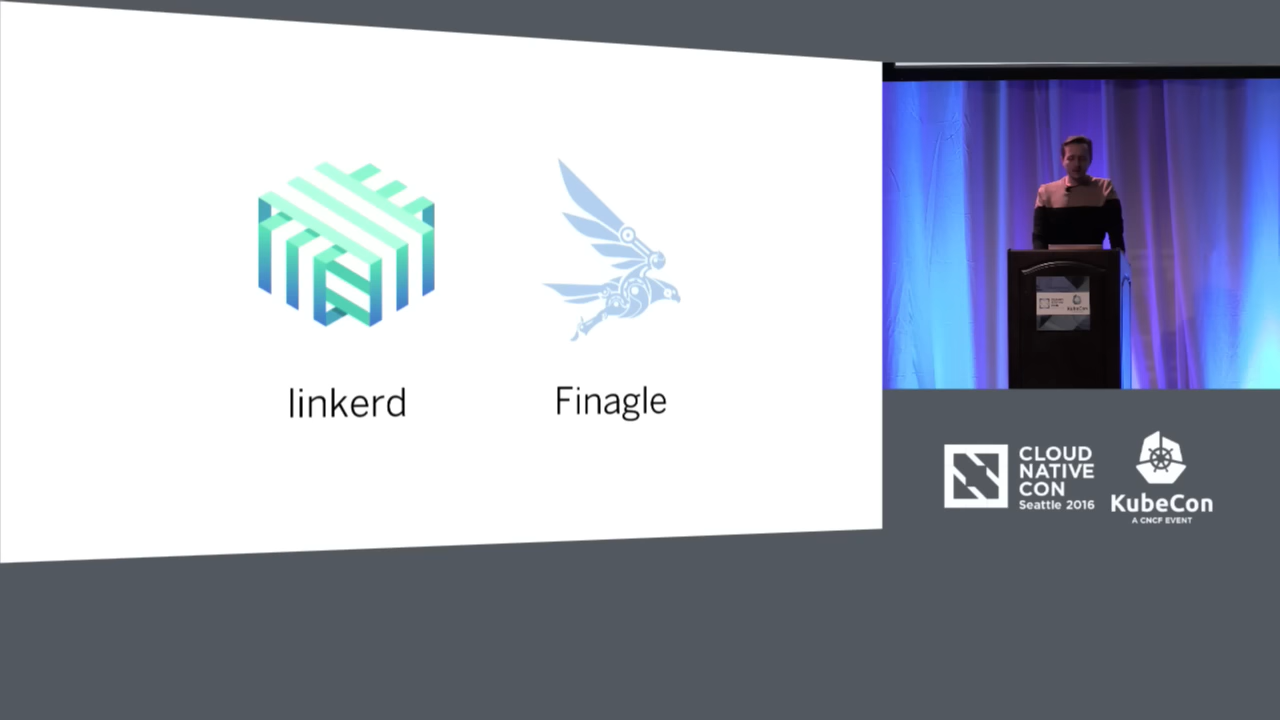 linkerd
Finagle
CLOUD
NATIVE
CON
Seattle 2016
KubeCon
A CNCF EVENT